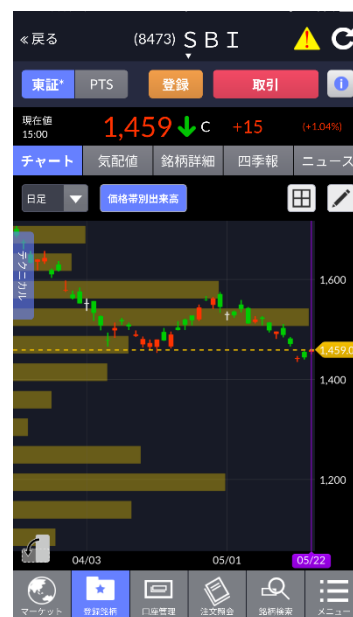 ≪戻る (8473) ＳＢＩ
東証* PTS 登録 取引
現在値
15:00
1,459 C +15 (+1.04%)
チャート 気配値 銘柄詳細 四季報 ニュース
日足 価格帯別出来高
テクニカル
1,600
1,459.0
1,400
1,200
04/03 05/01 05/22
マーケット 登録銘柄 口座管理 注文照会 銘柄検索 メニュー